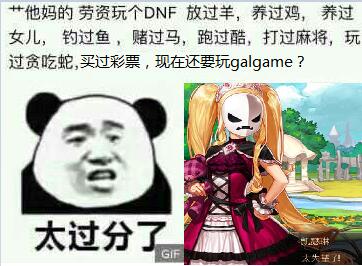 艹他妈的 劳资玩个DNF 放过羊，养过鸡， 养过
女儿， 钓过鱼 ，赌过马，跑过酷，打过麻将，玩
过贪吃蛇,买过彩票，现在还要玩galgame？
太过分了
GIF
凯瑟琳
太失望了!